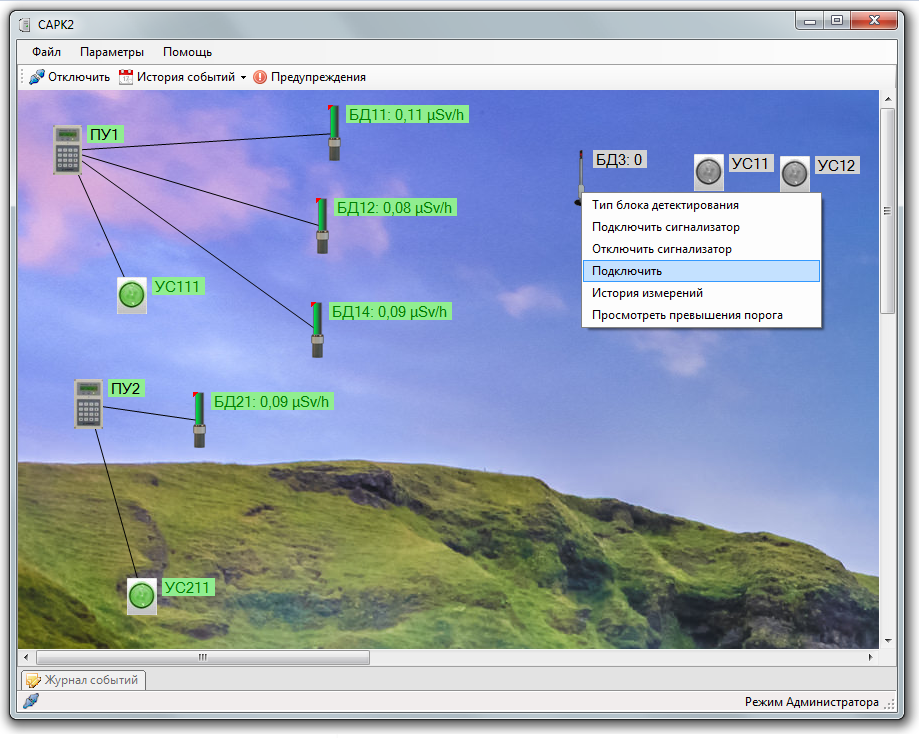 САРК2
Файл Параметры Помощь
Отключить История событий Предупреждения
ПУ1
БД11: 0,11 µSv/h
БД3: 0
УС11
УС12
БД12: 0,08 µSv/h
Тип блока детектирования
Подключить сигнализатор
Отключить сигнализатор
Подключить
История измерений
Просмотреть превышения порога
УС111
БД14: 0,09 µSv/h
ПУ2
БД21: 0,09 µSv/h
УС211
Журнал событий
Режим Администратора